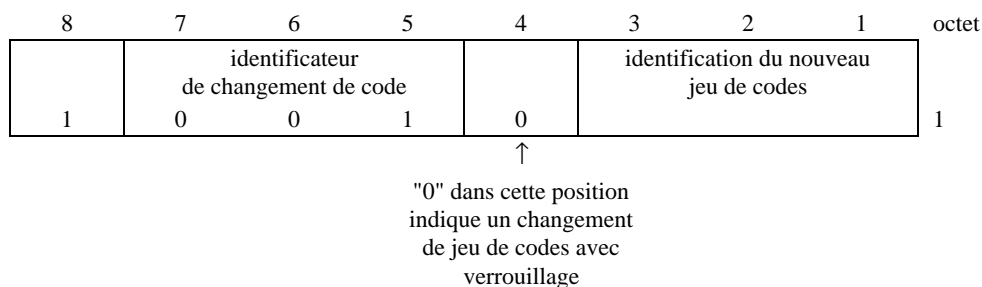 8 7 6 5 4 3 2 1 octet
identificateur identification du nouveau
de changement de code jeu de codes
1 0 0 1 0 1
↑
"0" dans cette position
indique un changement
de jeu de codes avec
verrouillage